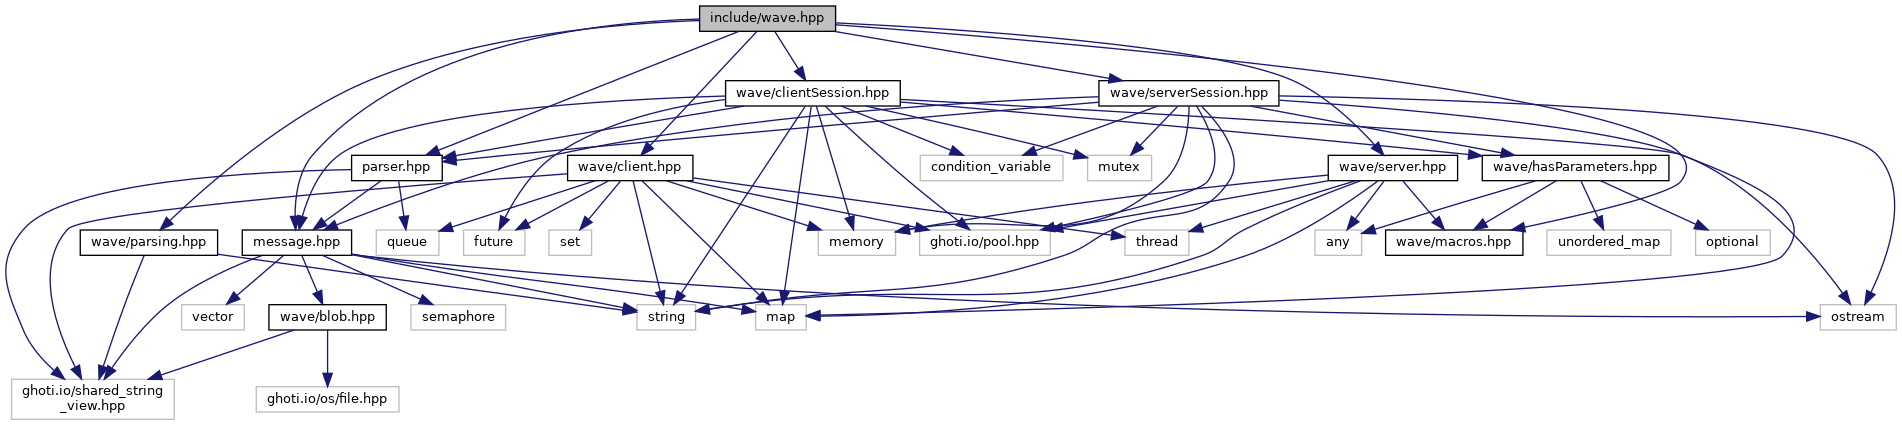 include/wave.hpp
wave/clientSession.hpp
wave/serverSession.hpp
parser.hpp
wave/client.hpp
condition_variable
mutex
wave/server.hpp
wave/hasParameters.hpp
wave/parsing.hpp
message.hpp
queue
future
set
memory
ghoti.io/pool.hpp
thread
any
wave/macros.hpp
unordered_map
optional
vector
wave/blob.hpp
semaphore
string
map
ostream
ghoti.io/shared_string
_view.hpp
ghoti.io/os/file.hpp